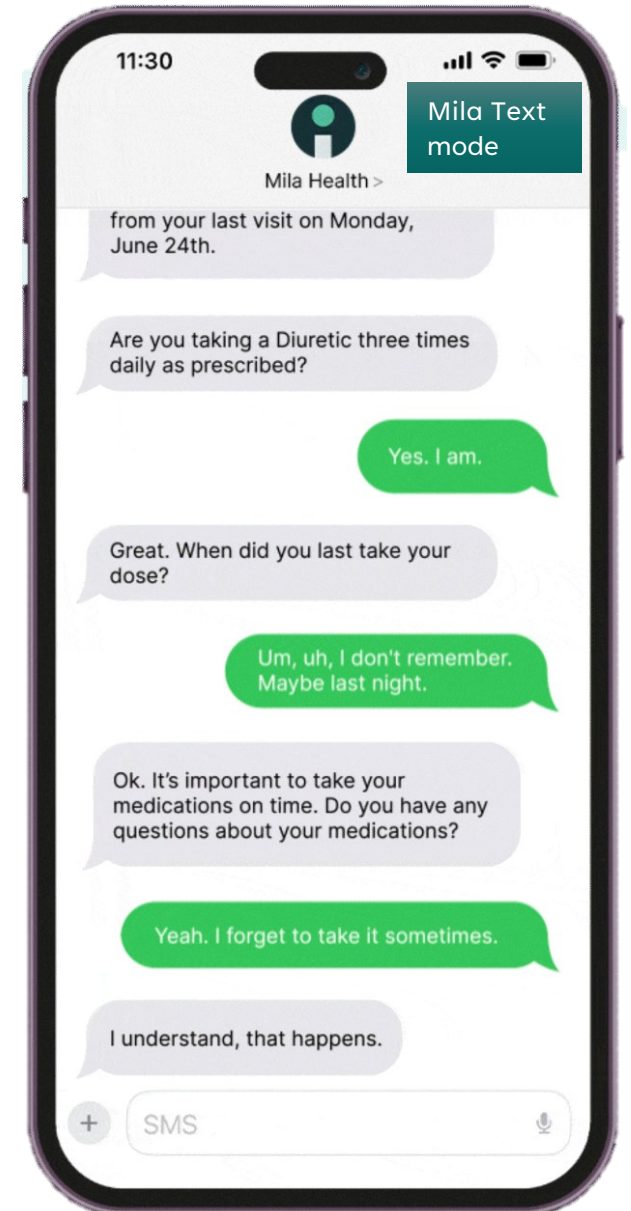 11:30
Mila Text
mode
Mila Health >
from your last visit on Monday,
June 24th.
Are you taking a Diuretic three times
daily as prescribed?
Yes. I am.
Great. When did you last take your
dose?
Um, uh, I don't remember.
Maybe last night.
Ok. It’s important to take your
medications on time. Do you have any
questions about your medications?
Yeah. I forget to take it sometimes.
I understand, that happens.
+ SMS